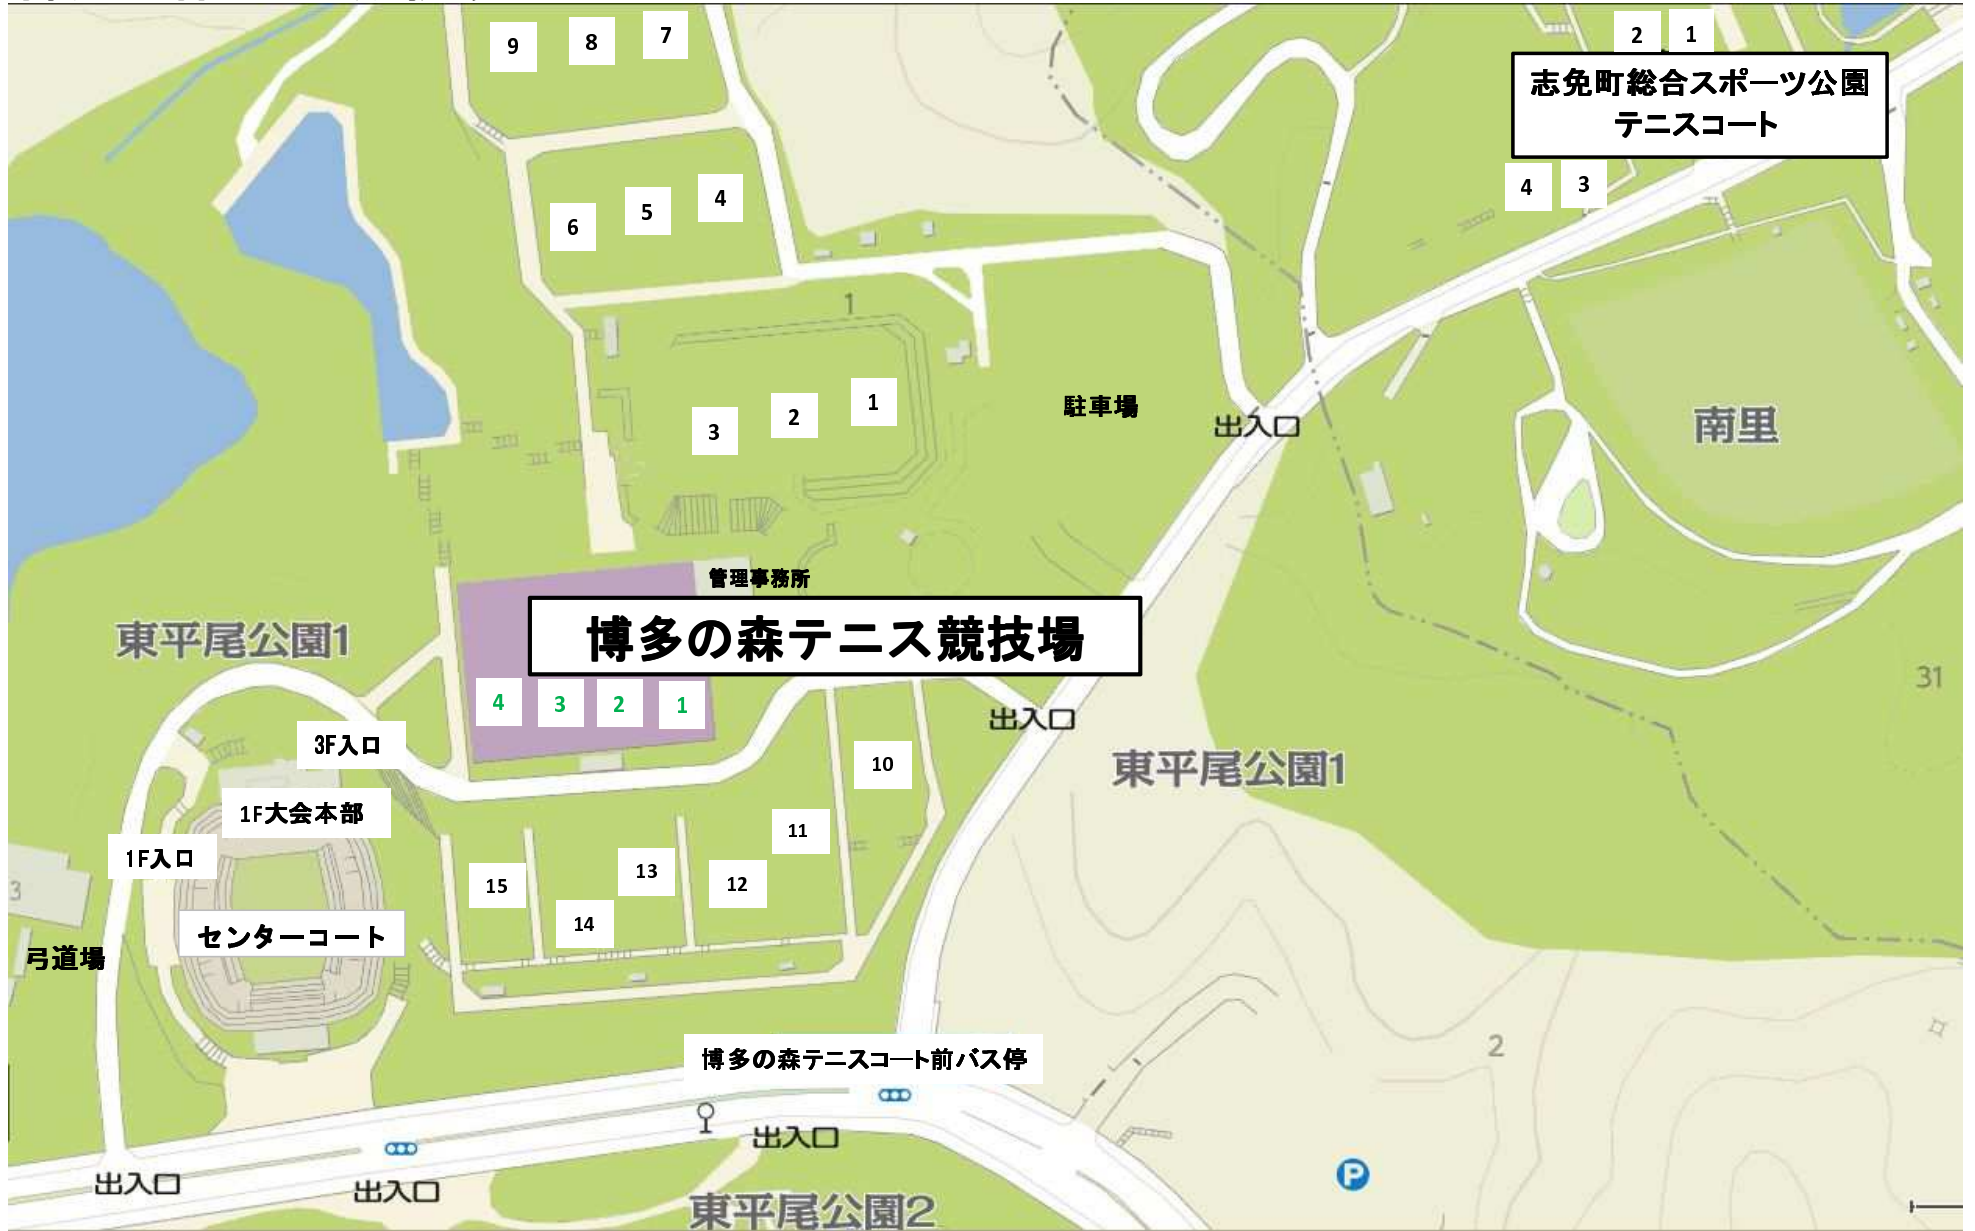 9
8
7
2
1
志免町総合スポーツ公園
テニスコート
6
5
4
4
3
1
3
2
1
駐車場
出入口
南里
管理事務所
博多の森テニス競技場
東平尾公園1
4
3
2
1
出入口
31
3F入口
10
東平尾公園1
1F大会本部
11
1F入口
15
13
12
3
14
センターコート
弓道場
博多の森テニスコート前バス停
2
出入口
出入口
出入口
P
東平尾公園2